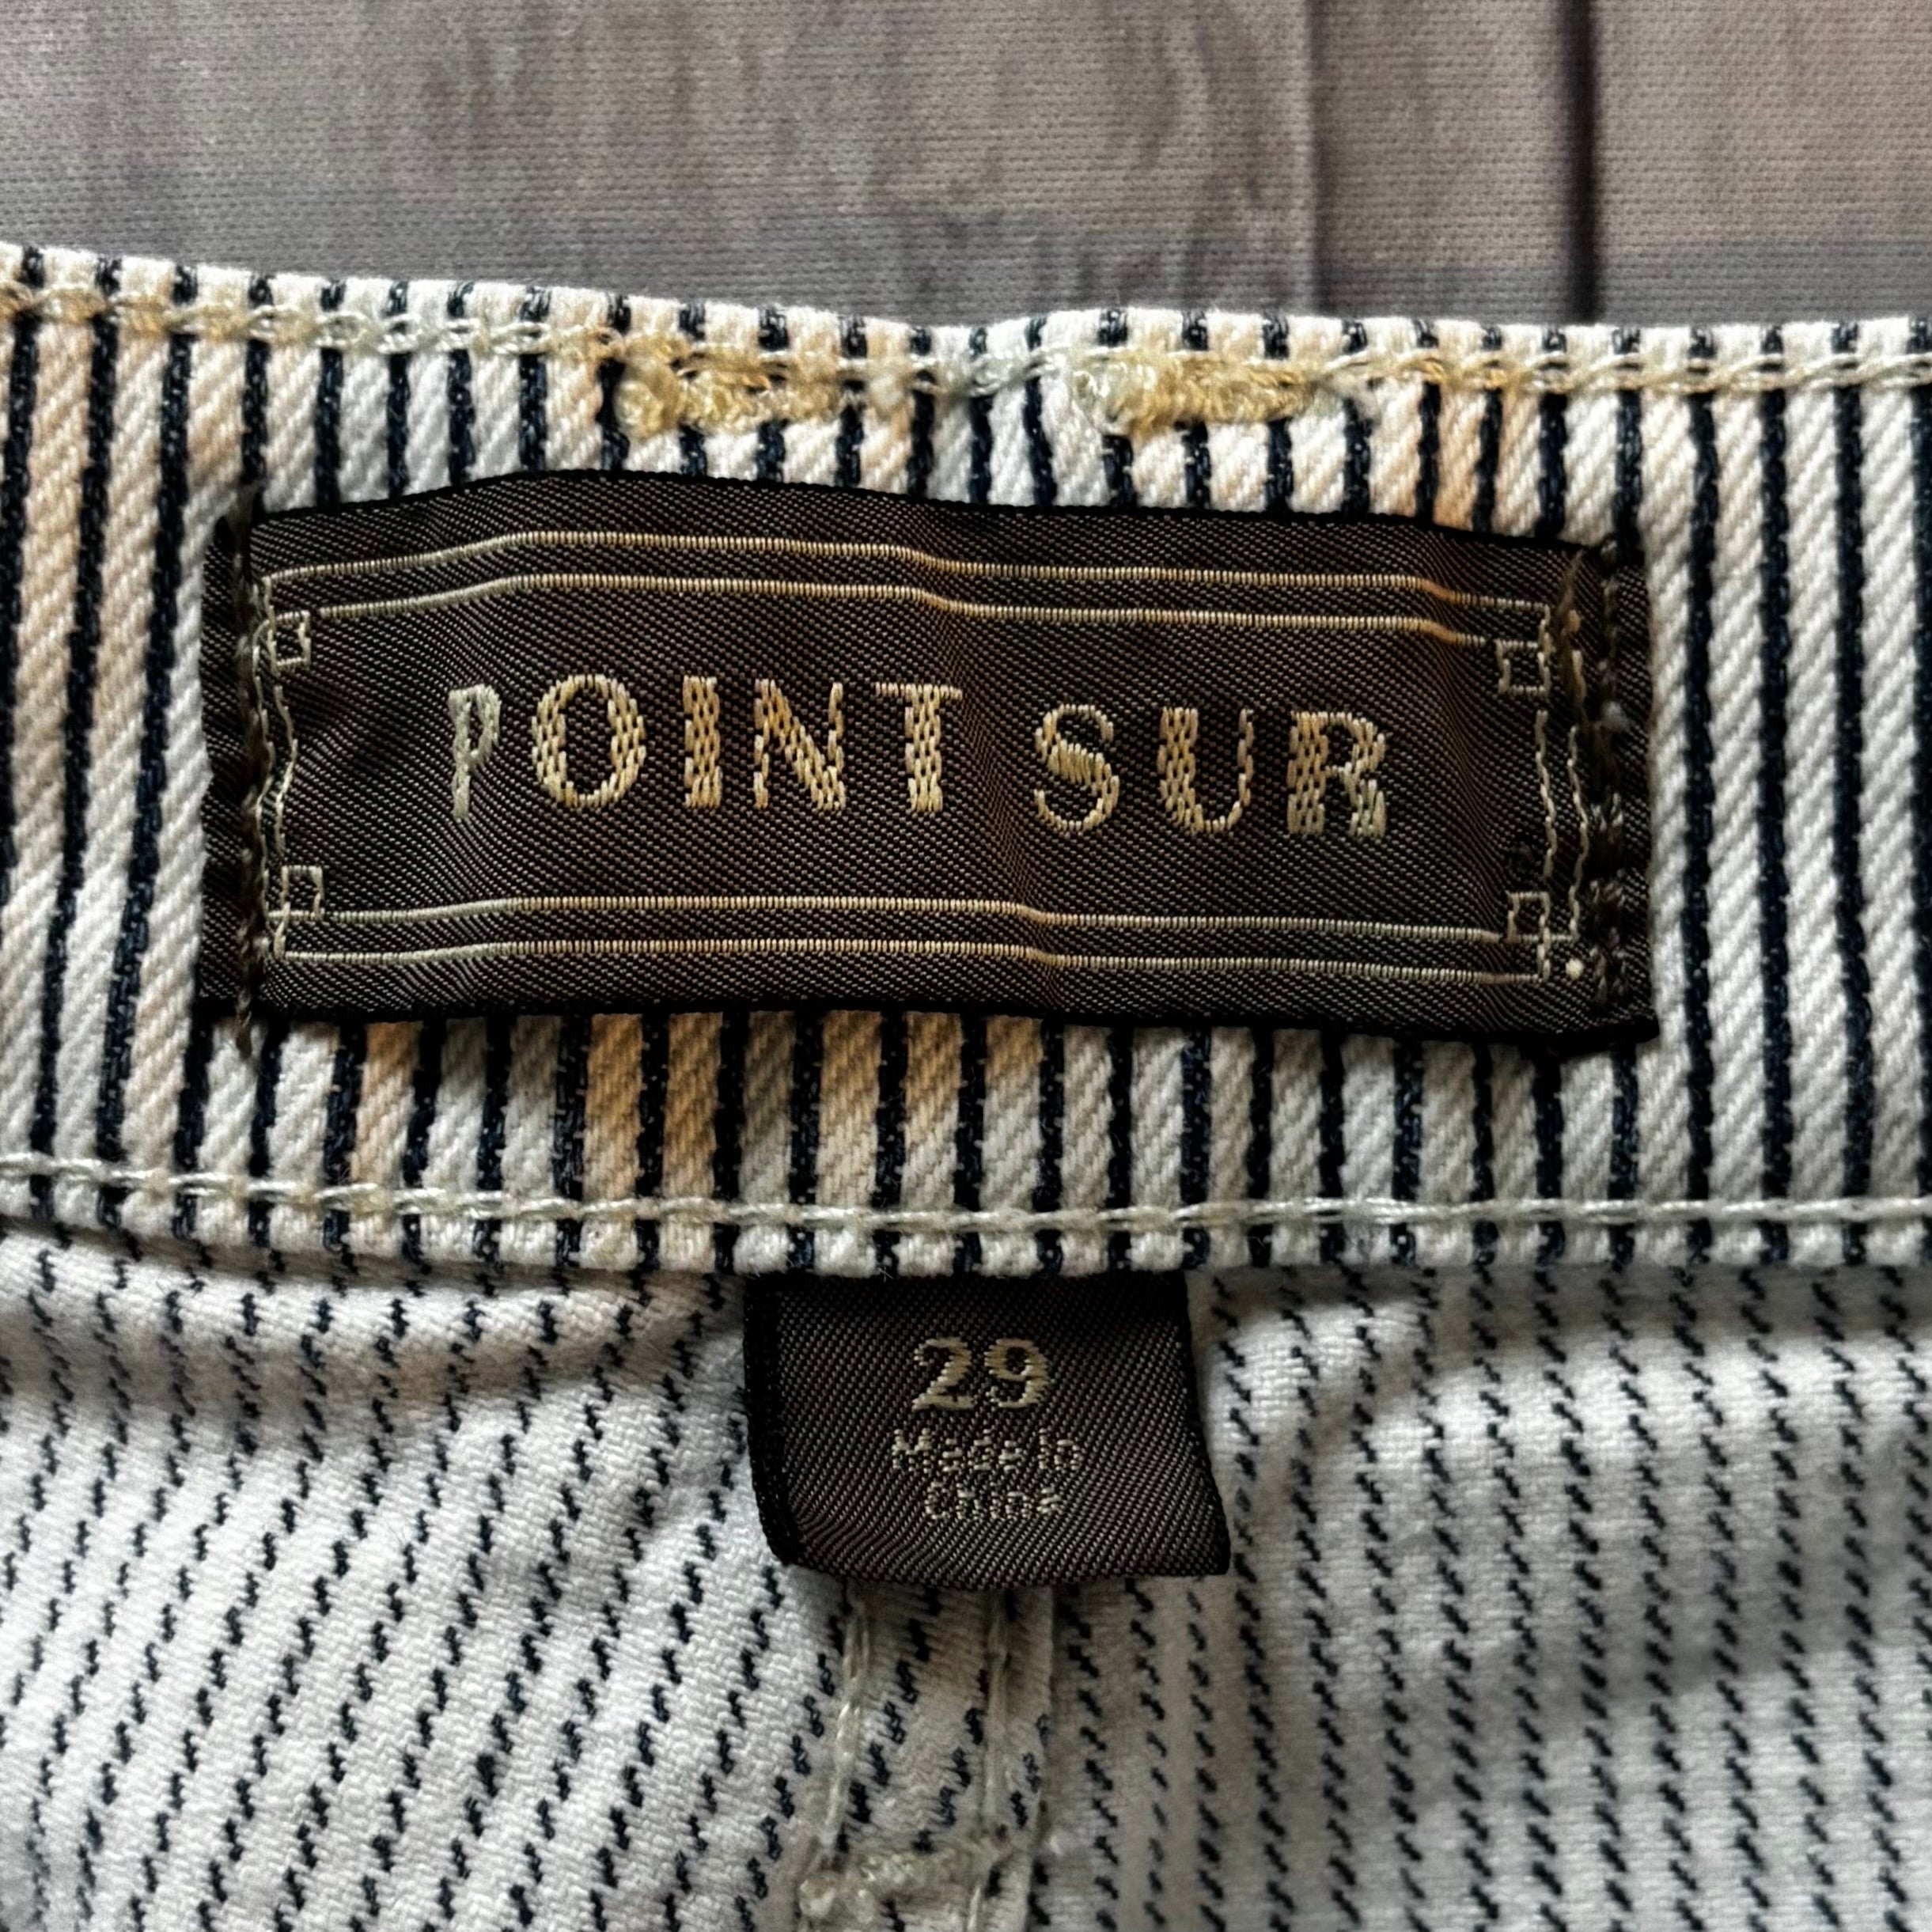 POINT SUR
29
Made In
China